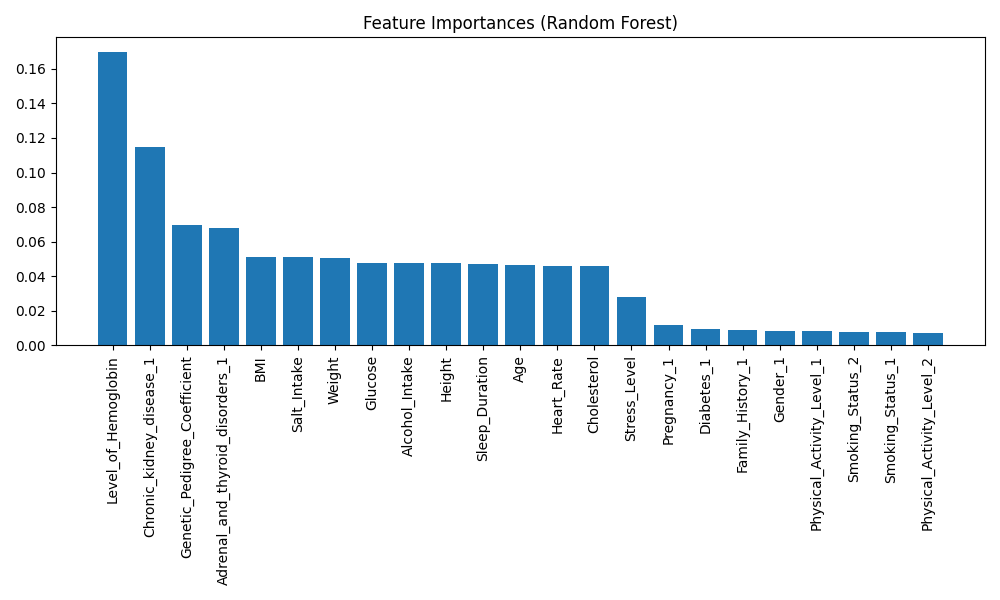 Feature Importances (Random Forest)
0.16
0.14
0.12
0.10
0.08
0.06
0.04
0.02
0.00
Level_of_Hemoglobin
Chronic_kidney_disease_1
Genetic_Pedigree_Coefficient
Adrenal_and_thyroid_disorders_1
BMI
Salt_Intake
Weight
Glucose
Alcohol_Intake
Height
Sleep_Duration
Age
Heart_Rate
Cholesterol
Stress_Level
Pregnancy_1
Diabetes_1
Family_History_1
Gender_1
Physical_Activity_Level_1
Smoking_Status_2
Smoking_Status_1
Physical_Activity_Level_2